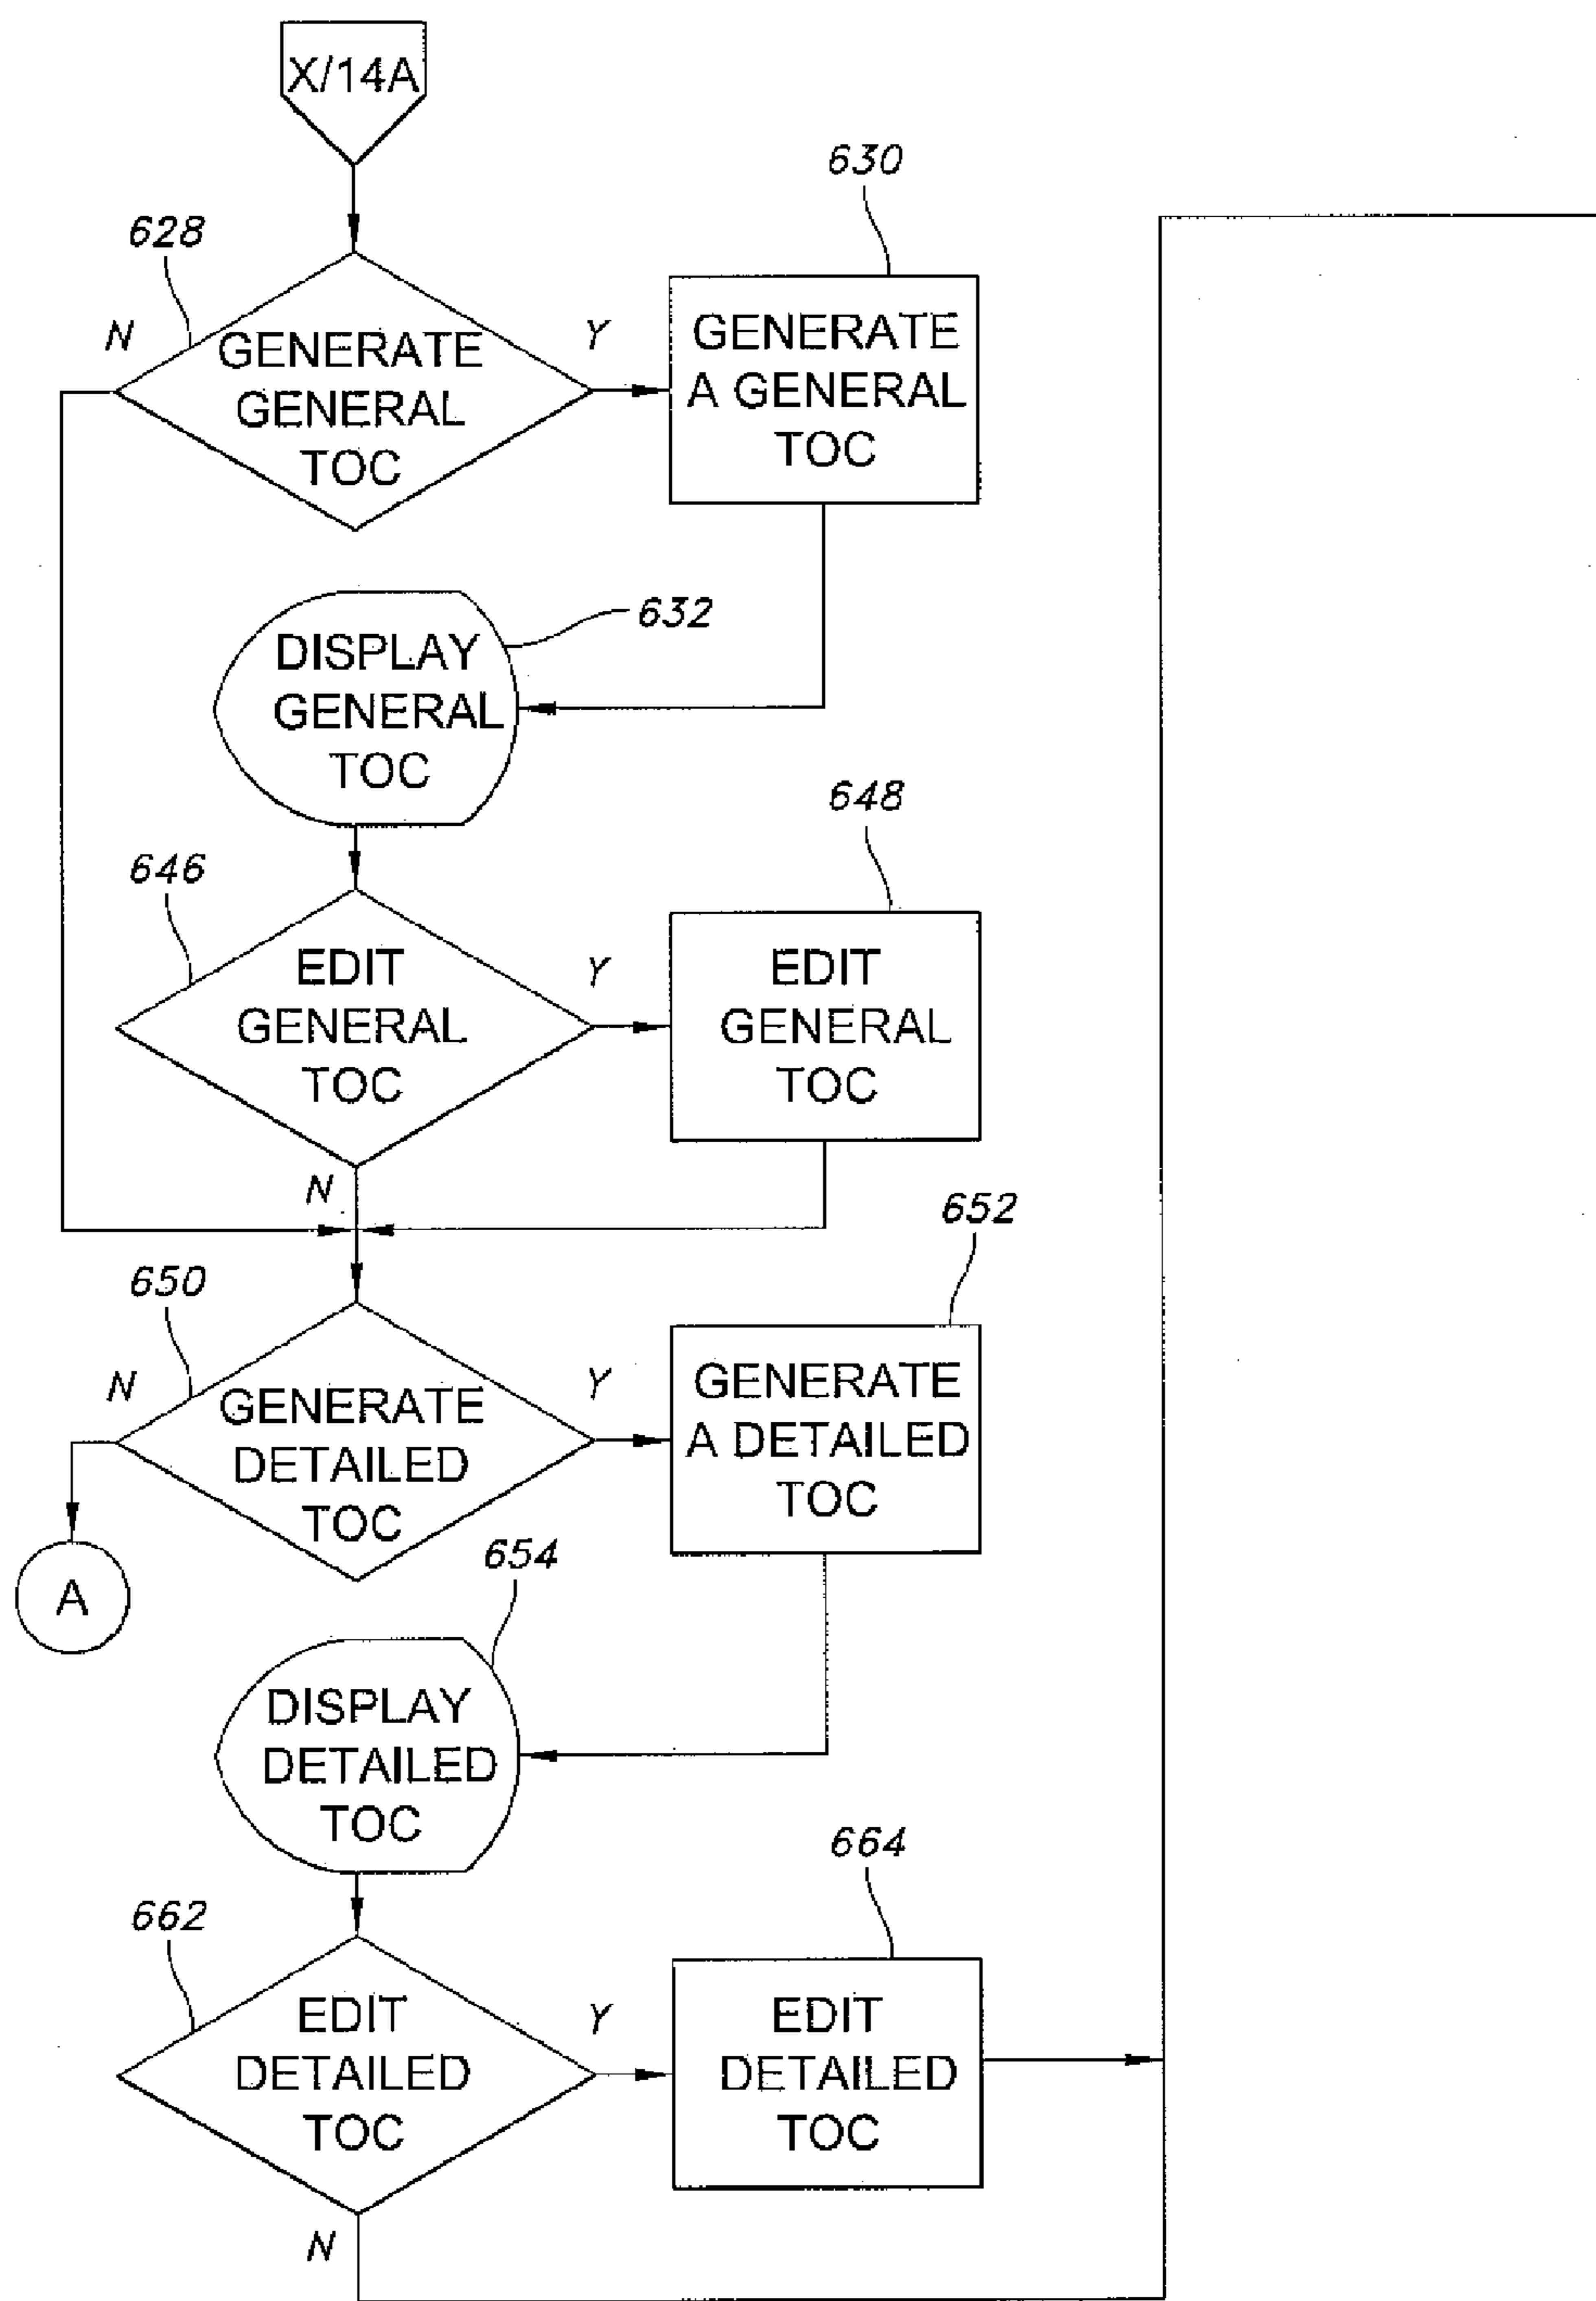 X/14A
630
628
N
GENERATE
GENERAL
TOC
Y
GENERATE
A GENERAL
TOC
632
DISPLAY
GENERAL
TOC
648
646
EDIT
GENERAL
TOC
Y
EDIT
GENERAL
TOC
N
652
650
N
GENERATE
DETAILED
TOC
Y
GENERATE
A DETAILED
TOC
A
654
DISPLAY
DETAILED
TOC
664
662
EDIT
DETAILED
TOC
Y
EDIT
DETAILED
TOC
N